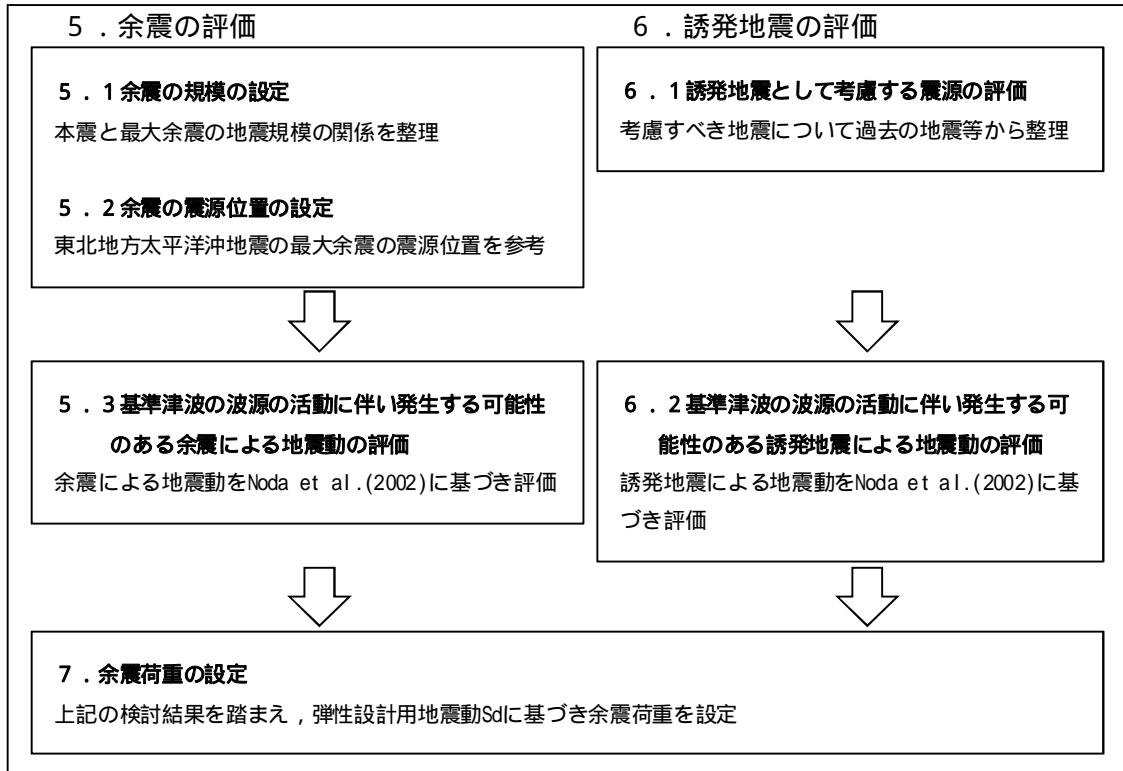 ５．余震の評価
５．１余震の規模の設定
本震と最大余震の地震規模の関係を整理
５．２余震の震源位置の設定
東北地方太平洋沖地震の最大余震の震源位置を参考
５．３基準津波の波源の活動に伴い発生する可能性
のある余震による地震動の評価
余震による地震動をNoda et al.(2002)に基づき評価
６．誘発地震の評価
６．１誘発地震として考慮する震源の評価
考慮すべき地震について過去の地震等から整理
６．２基準津波の波源の活動に伴い発生する可
能性のある誘発地震による地震動の評価
誘発地震による地震動をNoda et al.(2002)に基
づき評価
７．余震荷重の設定
上記の検討結果を踏まえ，弾性設計用地震動Sdに基づき余震荷重を設定